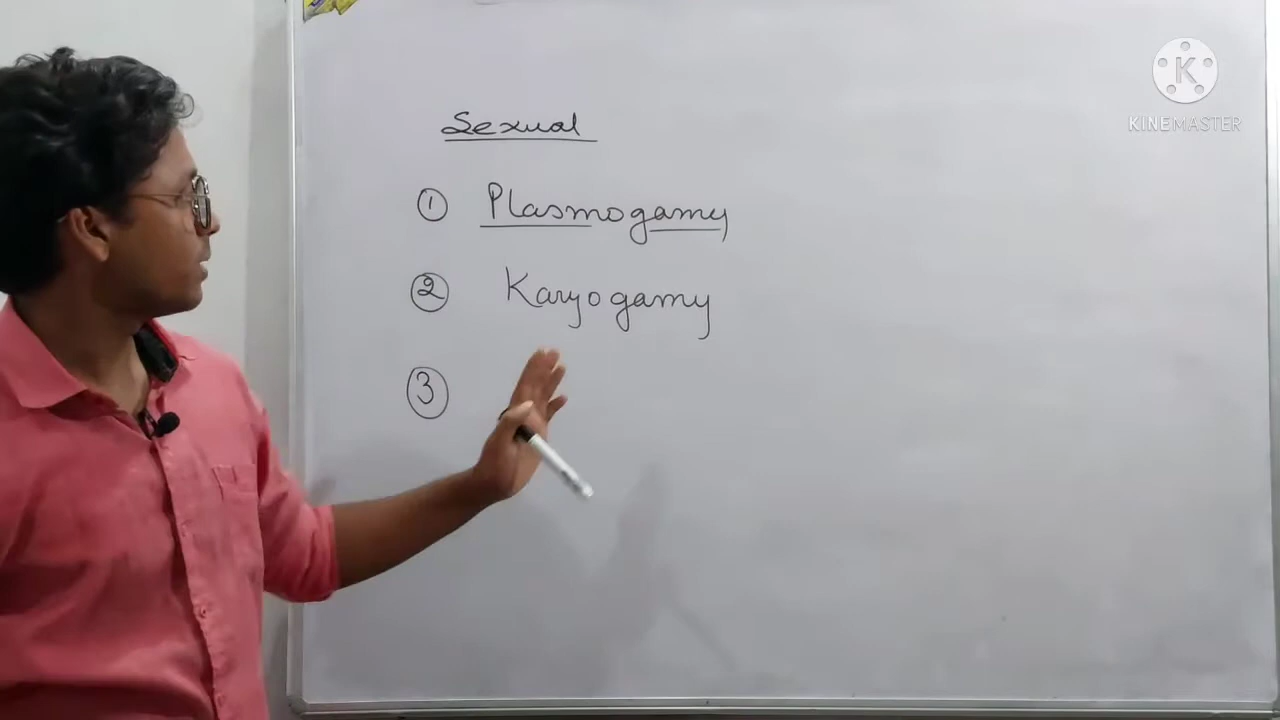 Sexual
① Plasmogamy
② Karyogamy
③
K
KINEMASTER